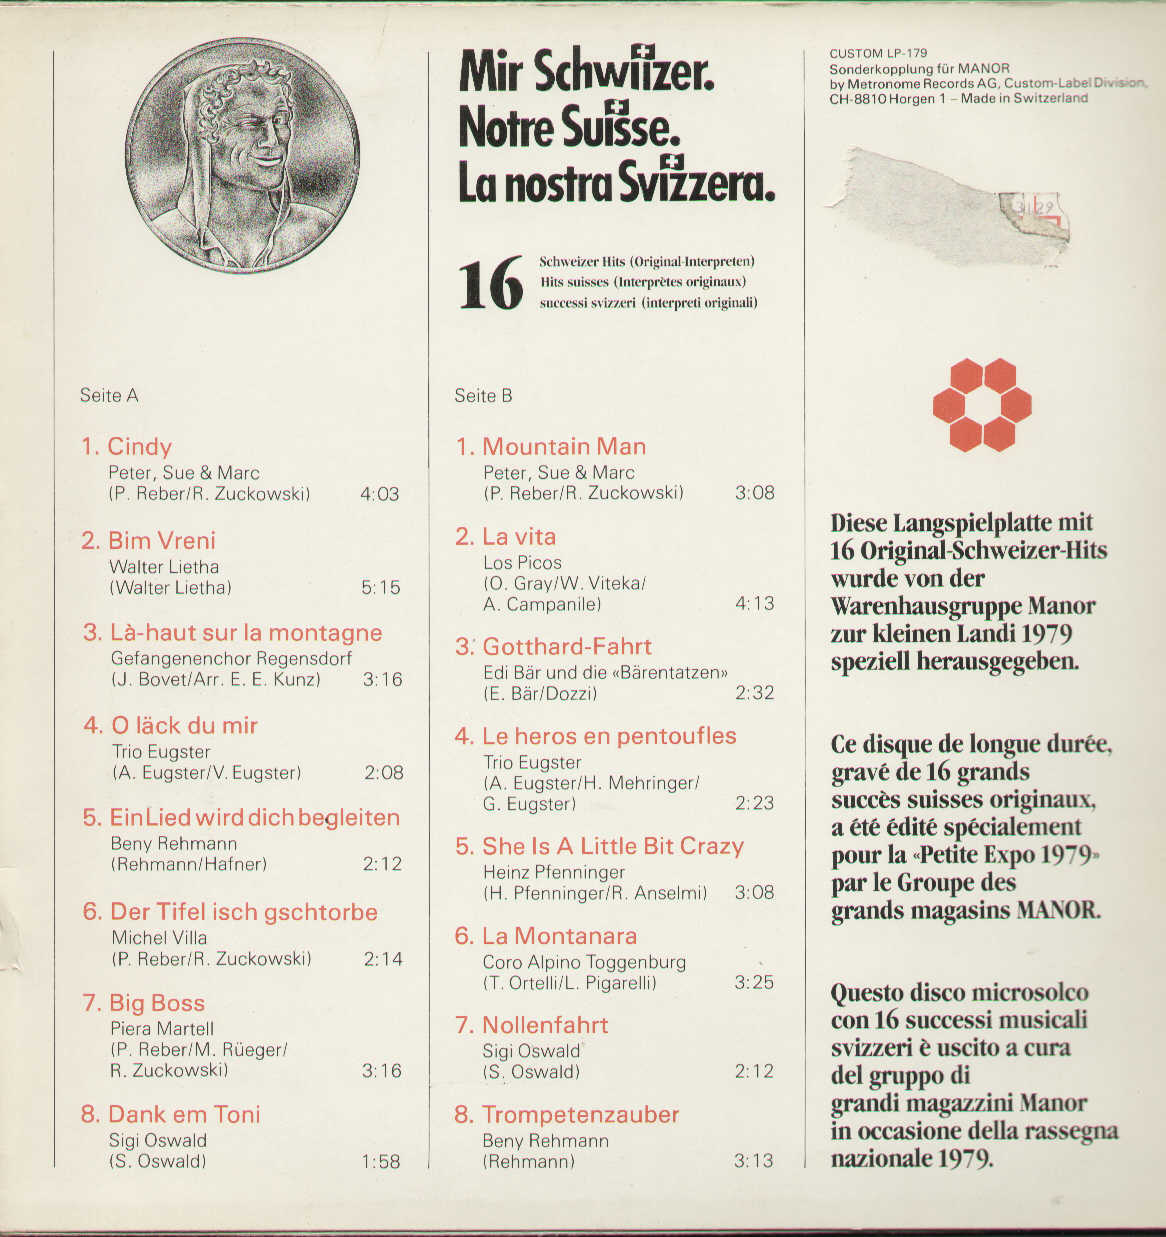 Mir Schwiizer.
Notre Suisse.
La nostra Svizzera.
16
Schweizer Hits (Original-Interpreten)
Hits suisses (Interprètes originaux)
successi svizzeri (interpreti originali)
CUSTOM LP-179
Sonderkopplung für MANOR
by Metronome Records AG, Custom-Label Division,
CH-8810 Horgen 1 – Made in Switzerland
Seite A
1. Cindy
Peter, Sue & Marc
(P. Reber/R. Zuckowski) 4:03
2. Bim Vreni
Walter Lietha
(Walter Lietha) 5:15
3. Là-haut sur la montagne
Gefangenenchor Regensdorf
(J. Bovet/Arr. E. E. Kunz) 3:16
4. O läck du mir
Trio Eugster
(A. Eugster/V. Eugster) 2:08
5. Ein Lied wird dich begleiten
Beny Rehmann
(Rehmann/Hafner) 2:12
6. Der Tifel isch gschtorbe
Michel Villa
(P. Reber/R. Zuckowski) 2:14
7. Big Boss
Piera Martell
(P. Reber/M. Rüeger/
R. Zuckowski) 3:16
8. Dank em Toni
Sigi Oswald
(S. Oswald) 1:58
Seite B
1. Mountain Man
Peter, Sue & Marc
(P. Reber/R. Zuckowski) 3:08
2. La vita
Los Picos
(O. Gray/W. Viteka/
A. Campanile) 4:13
3. Gotthard-Fahrt
Edi Bär und die «Bärentatzen»
(E. Bär/Dozzi) 2:32
4. Le heros en pentoufles
Trio Eugster
(A. Eugster/H. Mehringer/
G. Eugster) 2:23
5. She Is A Little Bit Crazy
Heinz Pfenninger
(H. Pfenninger/R. Anselmi) 3:08
6. La Montanara
Coro Alpino Toggenburg
(T. Ortelli/L. Pigarelli) 3:25
7. Nollenfahrt
Sigi Oswald
(S. Oswald) 2:12
8. Trompetenzauber
Beny Rehmann
(Rehmann) 3:13
Diese Langspielplatte mit
16 Original-Schweizer-Hits
wurde von der
Warenhausgruppe Manor
zur kleinen Landi 1979
speziell herausgegeben.
Ce disque de longue durée,
gravé de 16 grands
succès suisses originaux,
a été édité spécialement
pour la «Petite Expo 1979»
par le Groupe des
grands magasins MANOR.
Questo disco microsolco
con 16 successi musicali
svizzeri è uscito a cura
del gruppo di
grandi magazzini Manor
in occasione della rassegna
nazionale 1979.